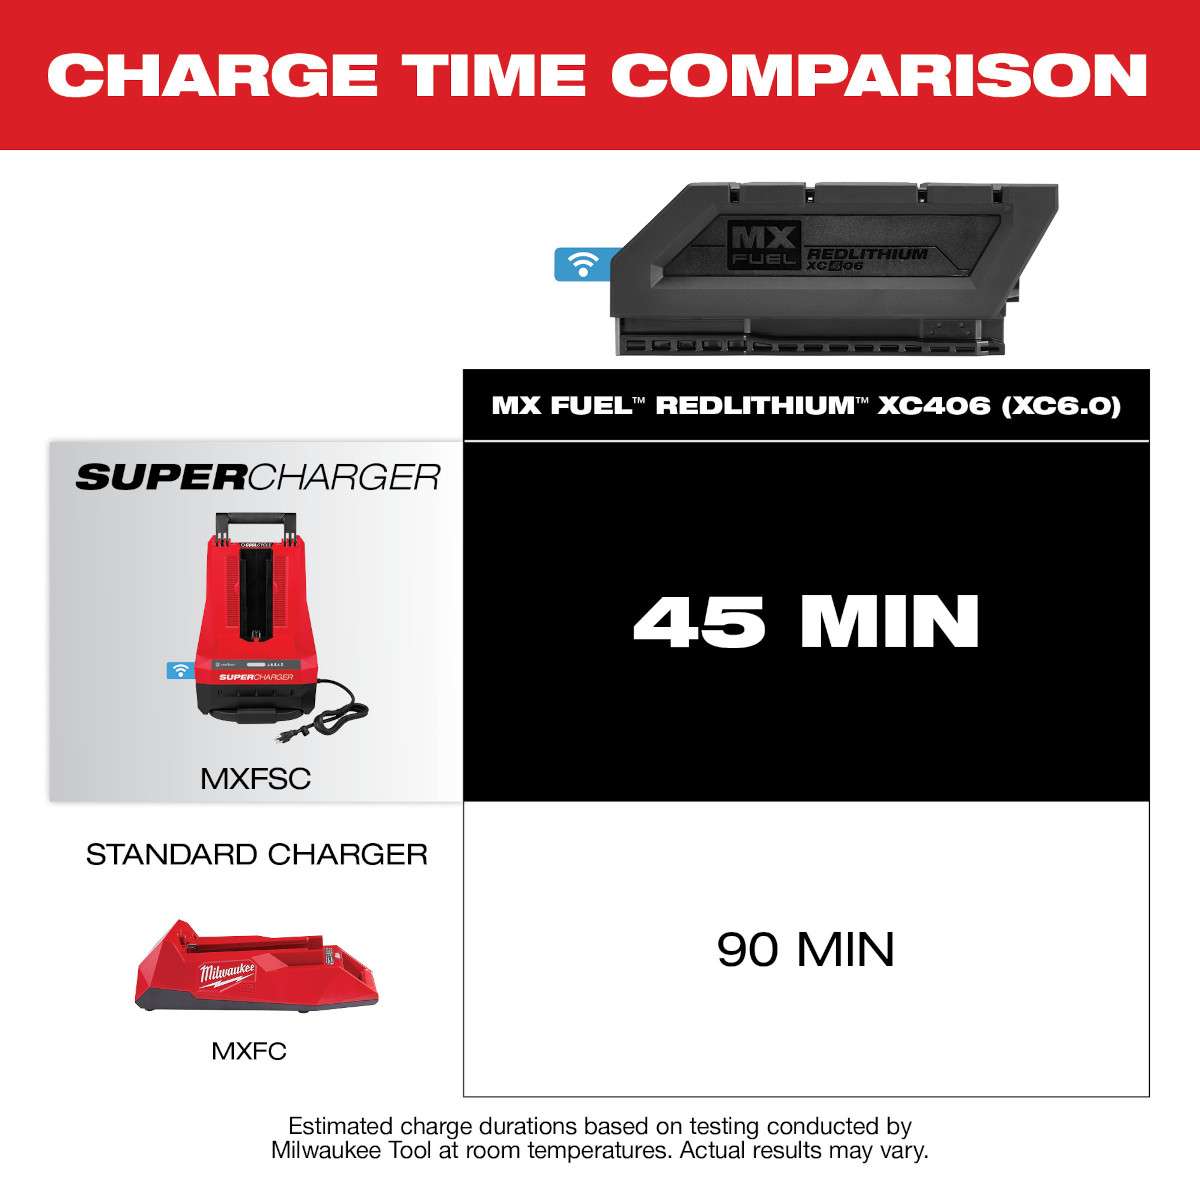 CHARGE TIME COMPARISON
MX
FUEL
REDLITHIUM
XC406
MX FUEL™ REDLITHIUM™ XC406 (XC6.0)
SUPERCHARGER
SUPERCHARGER
MXFSC
45 MIN
STANDARD CHARGER
Milwaukee
MXFC
90 MIN
Estimated charge durations based on testing conducted by
Milwaukee Tool at room temperatures. Actual results may vary.